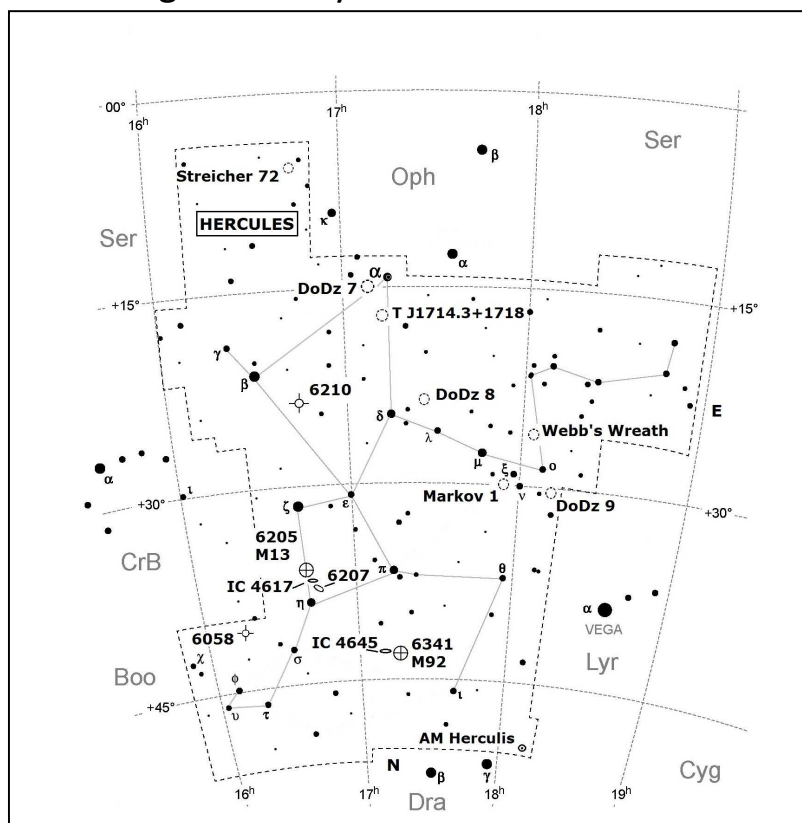 00°
16h
17h
18h
Ser
Oph
β
Streicher 72
HERCULES
κ
Ser
α
α
DoDz 7
+15°
+15°
T J1714.3+1718
γ
β
6210
DoDz 8
E
δ
λ
Webb's Wreath
μ
ο
α
ι
ξ
Markov 1
ν
DoDz 9
+30°
+30°
ζ
ε
6205
M13
CrB
π
θ
IC 4617
6207
η
α
VEGA
6058
IC 4645
6341
M92
χ
σ
Lyr
Boo
φ
υ
τ
ι
+45°
AM Herculis
N
β
γ
Cyg
16h
17h
Dra
18h
19h